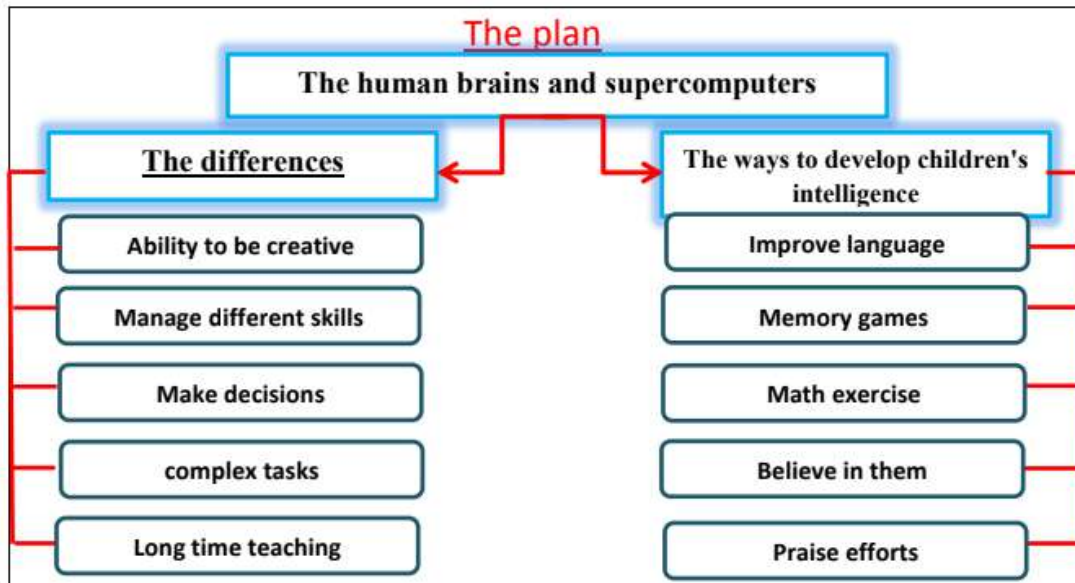 The plan
The human brains and supercomputers
The differences
Ability to be creative
Manage different skills
Make decisions
complex tasks
Long time teaching
The ways to develop children's
intelligence
Improve language
Memory games
Math exercise
Believe in them
Praise efforts